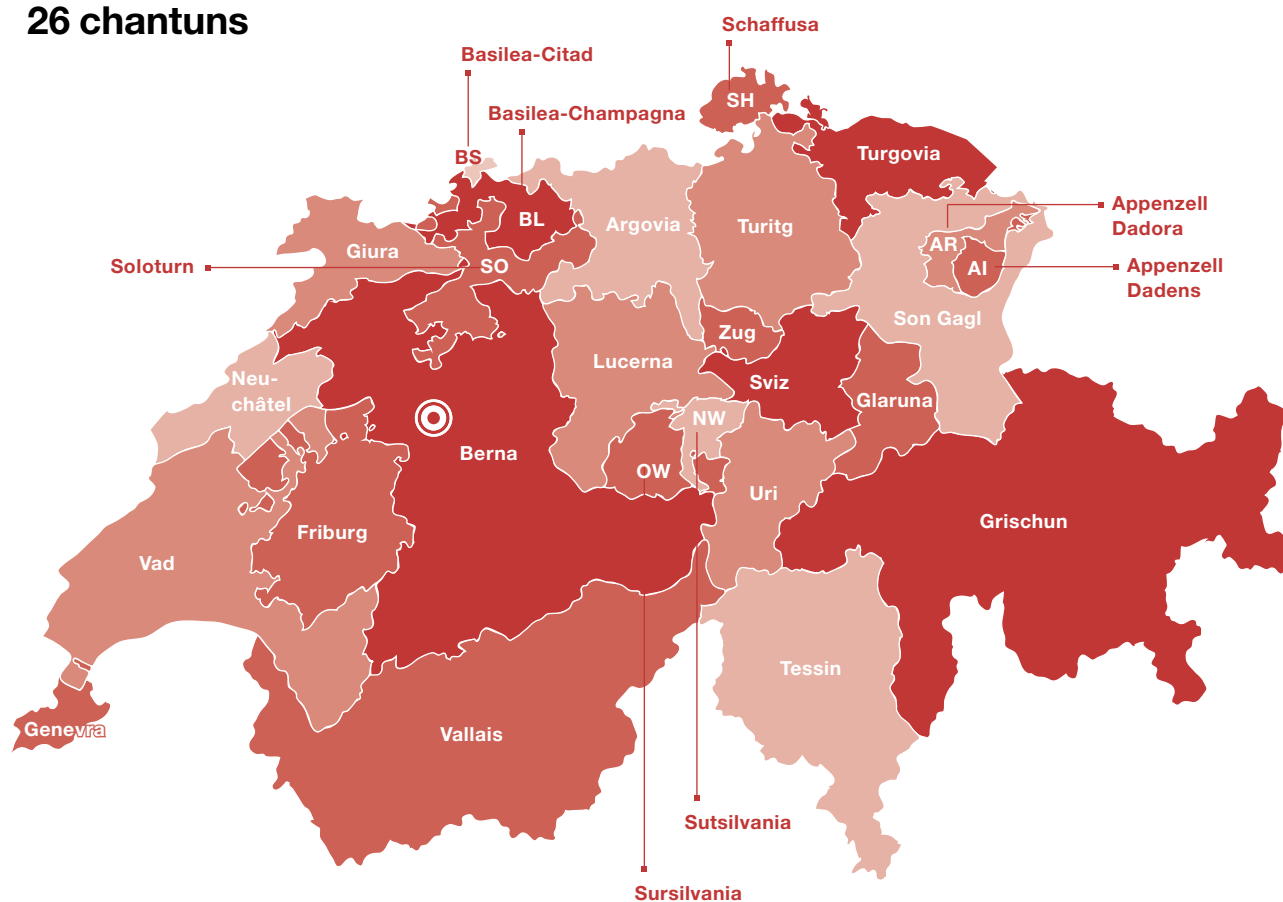 26 chantuns
Schaffusa
Basilea-Citad
Basilea-Champagna
SH
BS
Turgovia
BL
Argovia
Turitg
Appenzell
Dadora
Giura
AR
Soloturn
SO
AI
Appenzell
Dadens
Son Gagl
Zug
Lucerna
Neu-
châtel
Sviz
Glaruna
NW
Berna
OW
Uri
Grischun
Friburg
Vad
Tessin
Genevra
Vallais
Sutsilvania
Sursilvania